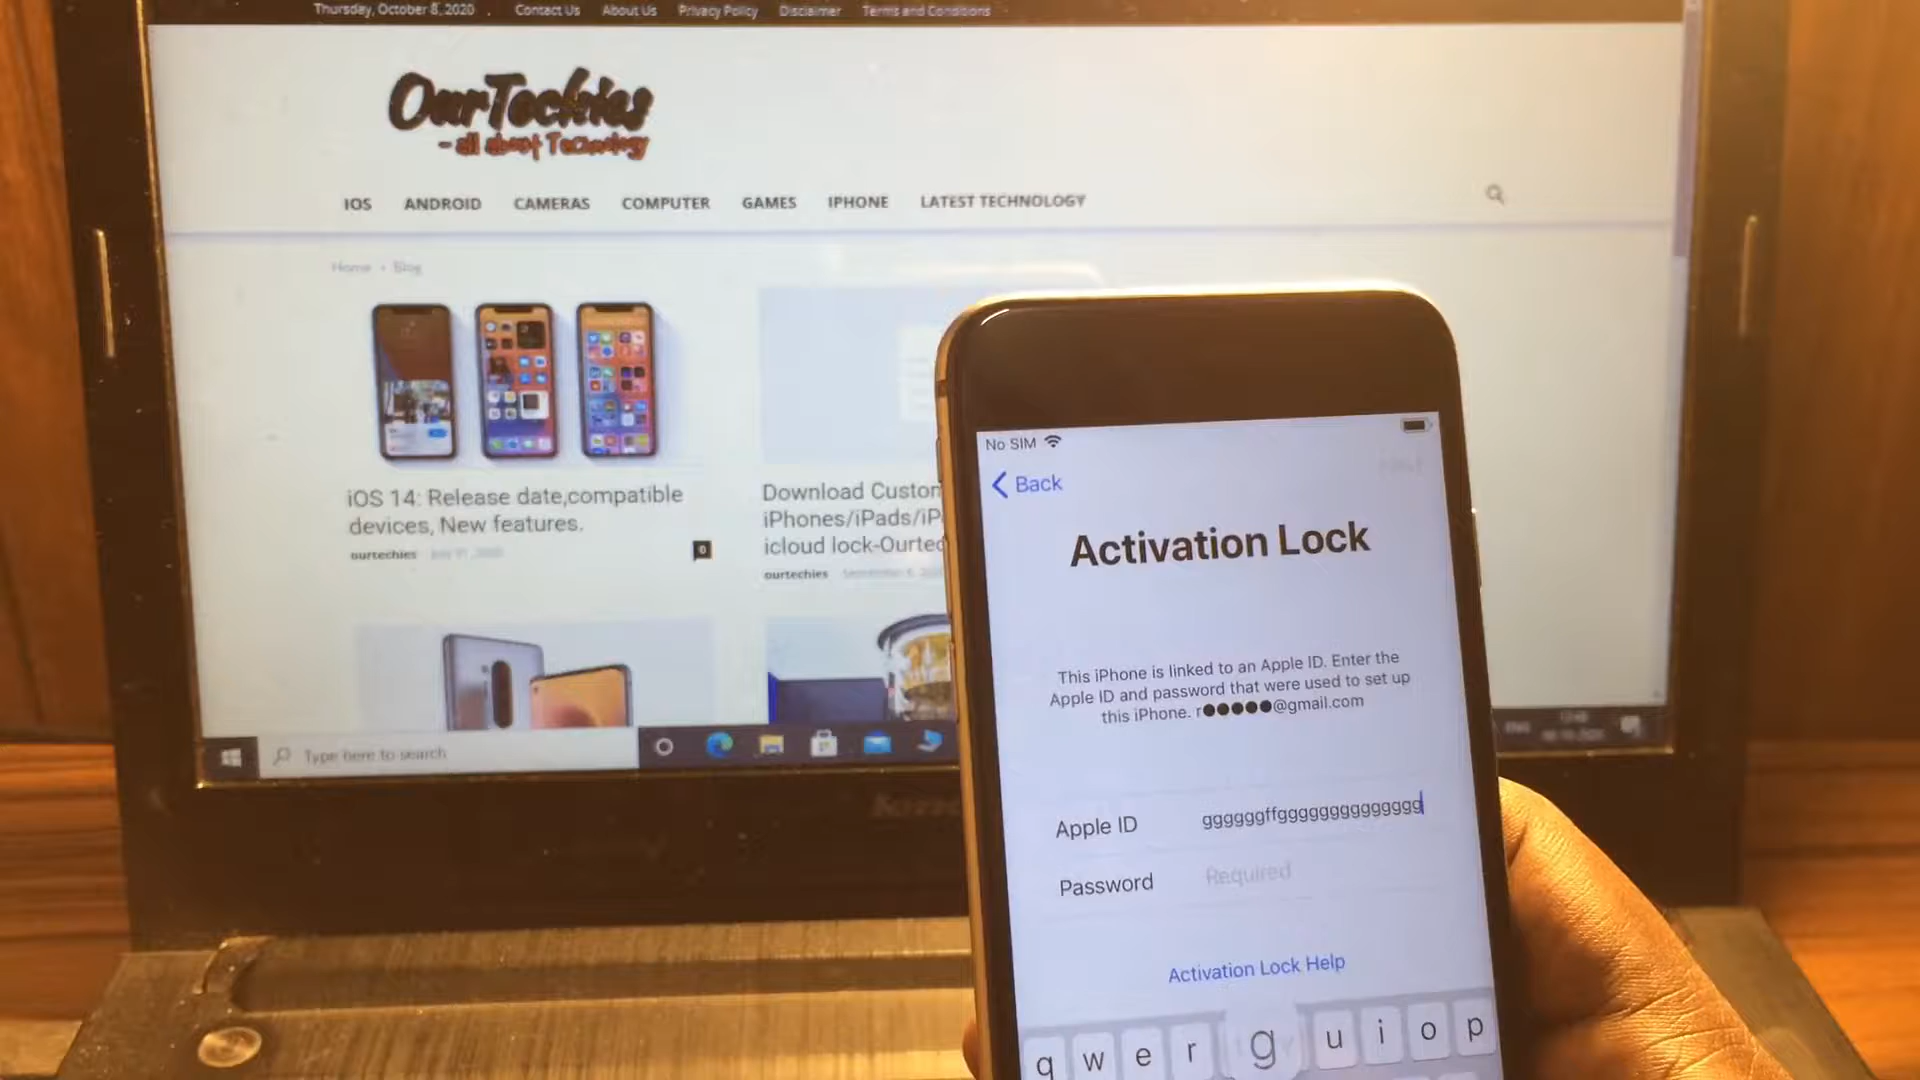 Thursday, October 8, 2020 Contact Us About Us Privacy Policy Disclaimer Terms and Conditions
OurTechies
- all about Technology
IOS ANDROID CAMERAS COMPUTER GAMES IPHONE LATEST TECHNOLOGY
Home • Blog
iOS 14: Release date,compatible
devices, New features.
ourtechies
0
Download Custom
iPhones/iPads/iP
icloud lock-Ourtec
ourtechies
Type here to search
No SIM
Back
Activation Lock
This iPhone is linked to an Apple ID. Enter the
Apple ID and password that were used to set up
this iPhone. r●●●●●@gmail.com
Apple ID ggggggffgggggggggggggg
Password Required
Activation Lock Help
q w e r g u i o p